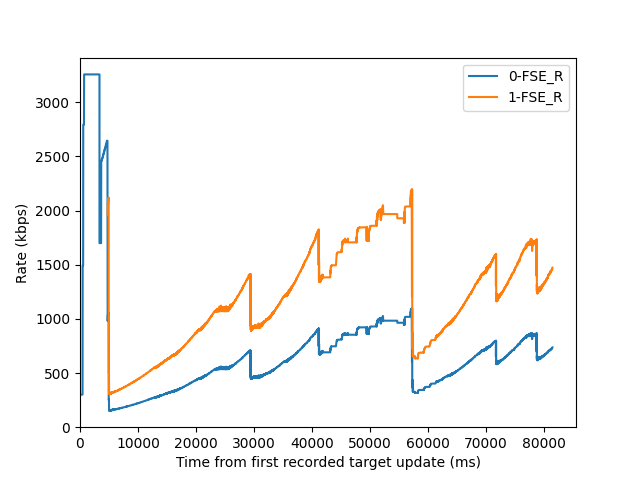 0-FSE_R
1-FSE_R
3000
2500
2000
1500
1000
500
0
Rate (kbps)
0 10000 20000 30000 40000 50000 60000 70000 80000
Time from first recorded target update (ms)